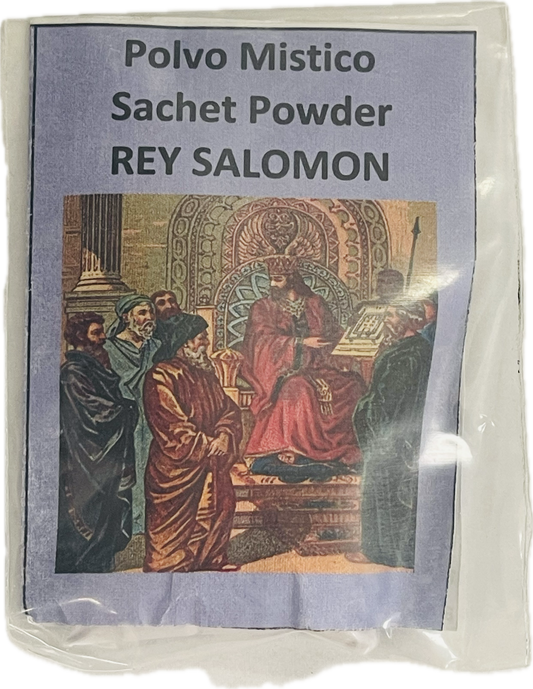 Polvo Mistico
Sachet Powder
REY SALOMON